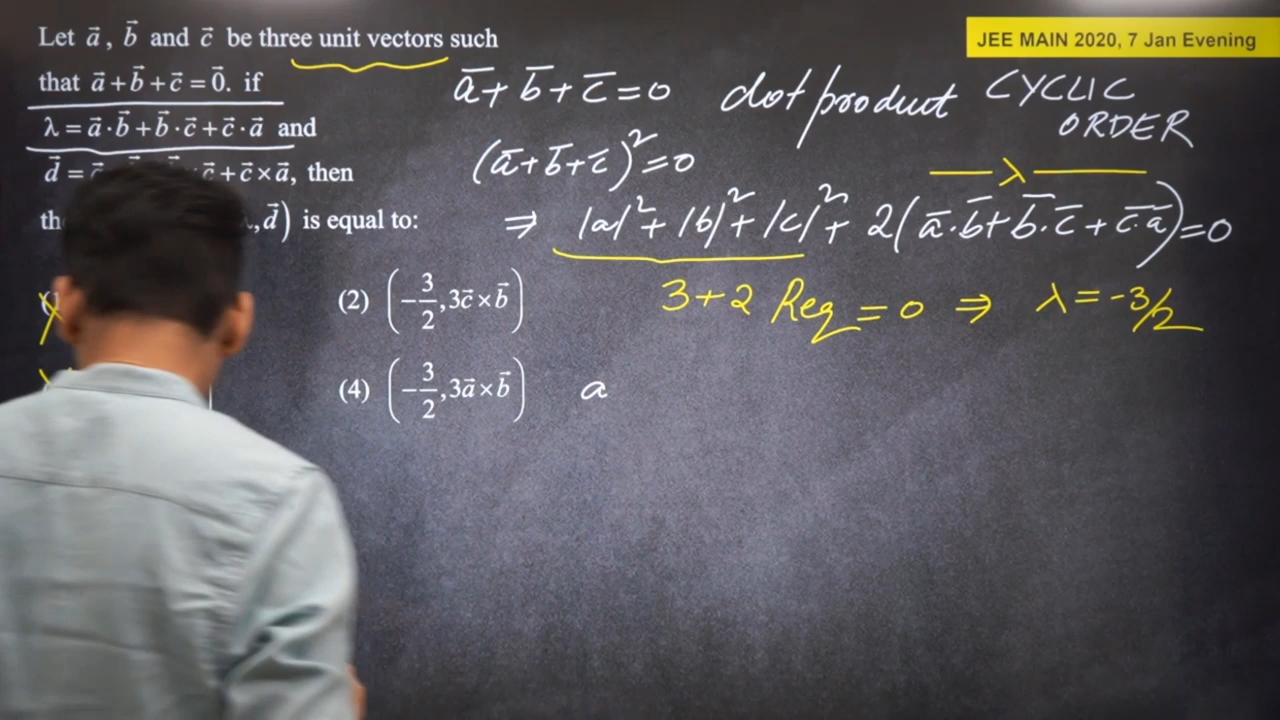 JEE MAIN 2020, 7 Jan Evening
Let a⃗, b⃗ and c⃗ be three unit vectors such
that a⃗ + b⃗ + c⃗ = 0⃗. if
λ = a⃗·b⃗ + b⃗·c⃗ + c⃗·a⃗ and
d⃗ = c⃗ + c⃗ × a⃗, then
, d⃗) is equal to:
(2) (-3/2, 3c⃗ × b⃗)
(4) (-3/2, 3a⃗ × b⃗)
a̅ + b̅ + c̅ = 0
dot product
CYCLIC
ORDER
(a̅ + b̅ + c̅)² = 0
λ
⇒ |a|² + |b|² + |c|² + 2(a̅·b̅ + b̅·c̅ + c̅·a̅) = 0
3 + 2 Req = 0 ⇒ λ = -3/2
a